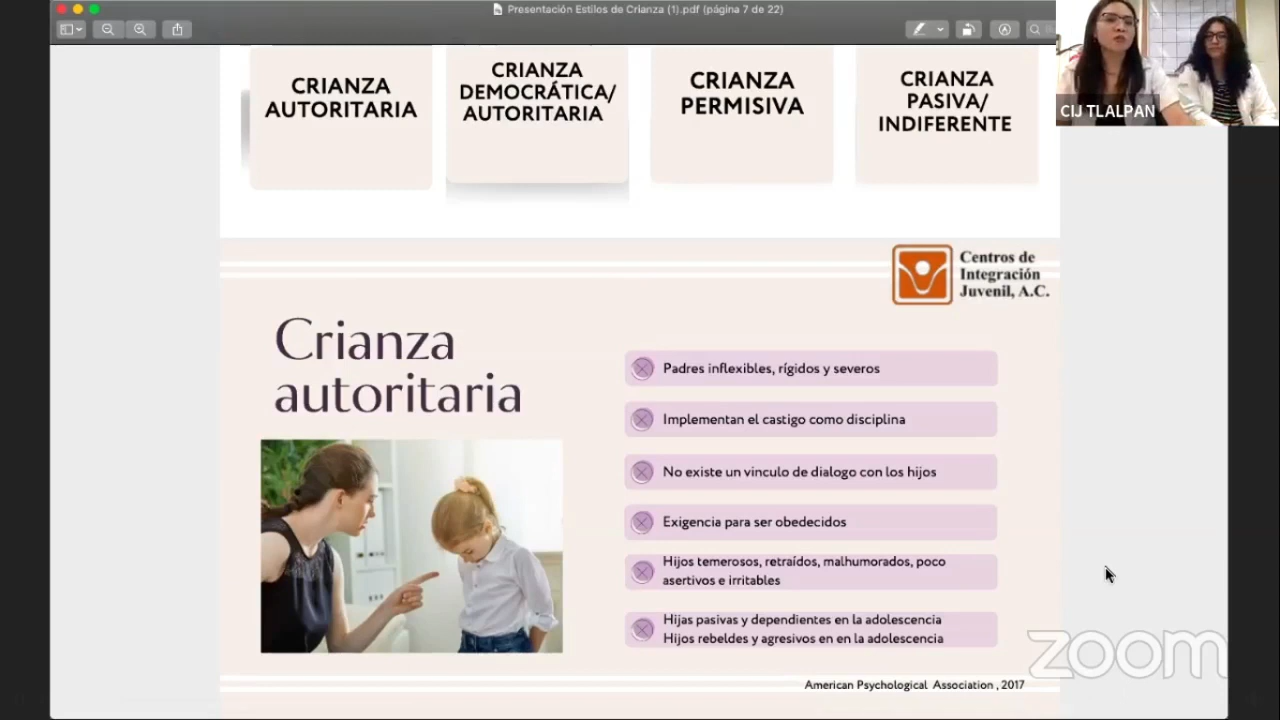 Presentación Estilos de Crianza (1).pdf (página 7 de 22)
CRIANZA
AUTORITARIA
CRIANZA
DEMOCRÁTICA/
AUTORITARIA
CRIANZA
PERMISIVA
CRIANZA
PASIVA/
INDIFERENTE
CIJ TLALPAN
Centros de
Integración
Juvenil, A.C.
Crianza
autoritaria
Padres inflexibles, rígidos y severos
Implementan el castigo como disciplina
No existe un vinculo de dialogo con los hijos
Exigencia para ser obedecidos
Hijos temerosos, retraídos, malhumorados, poco
asertivos e irritables
Hijas pasivas y dependientes en la adolescencia
Hijos rebeldes y agresivos en en la adolescencia
American Psychological Association , 2017
zoom